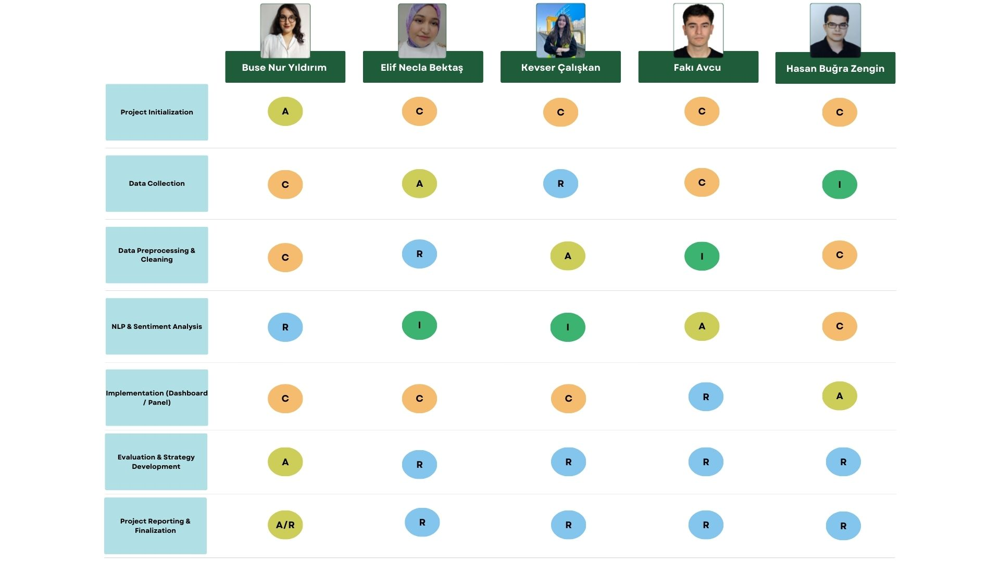 Buse Nur Yıldırım
Elif Necla Bektaş
Kevser Çalışkan
Fakı Avcu
Hasan Buğra Zengin
Project Initialization
A
C
C
C
C
Data Collection
C
A
R
C
I
Data Preprocessing &
Cleaning
C
R
A
I
C
NLP & Sentiment Analysis
R
I
I
A
C
Implementation (Dashboard
/ Panel)
C
C
C
R
A
Evaluation & Strategy
Development
A
R
R
R
R
Project Reporting &
Finalization
A/R
R
R
R
R